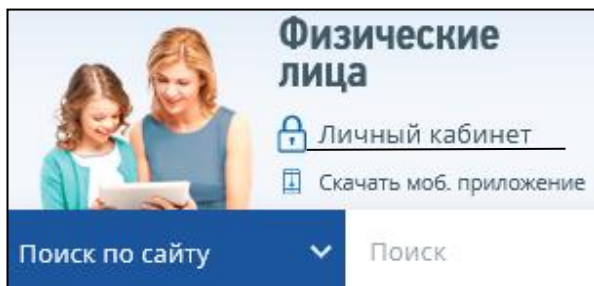 Физические
лица
Личный кабинет
Скачать моб. приложение
Поиск по сайту
Поиск